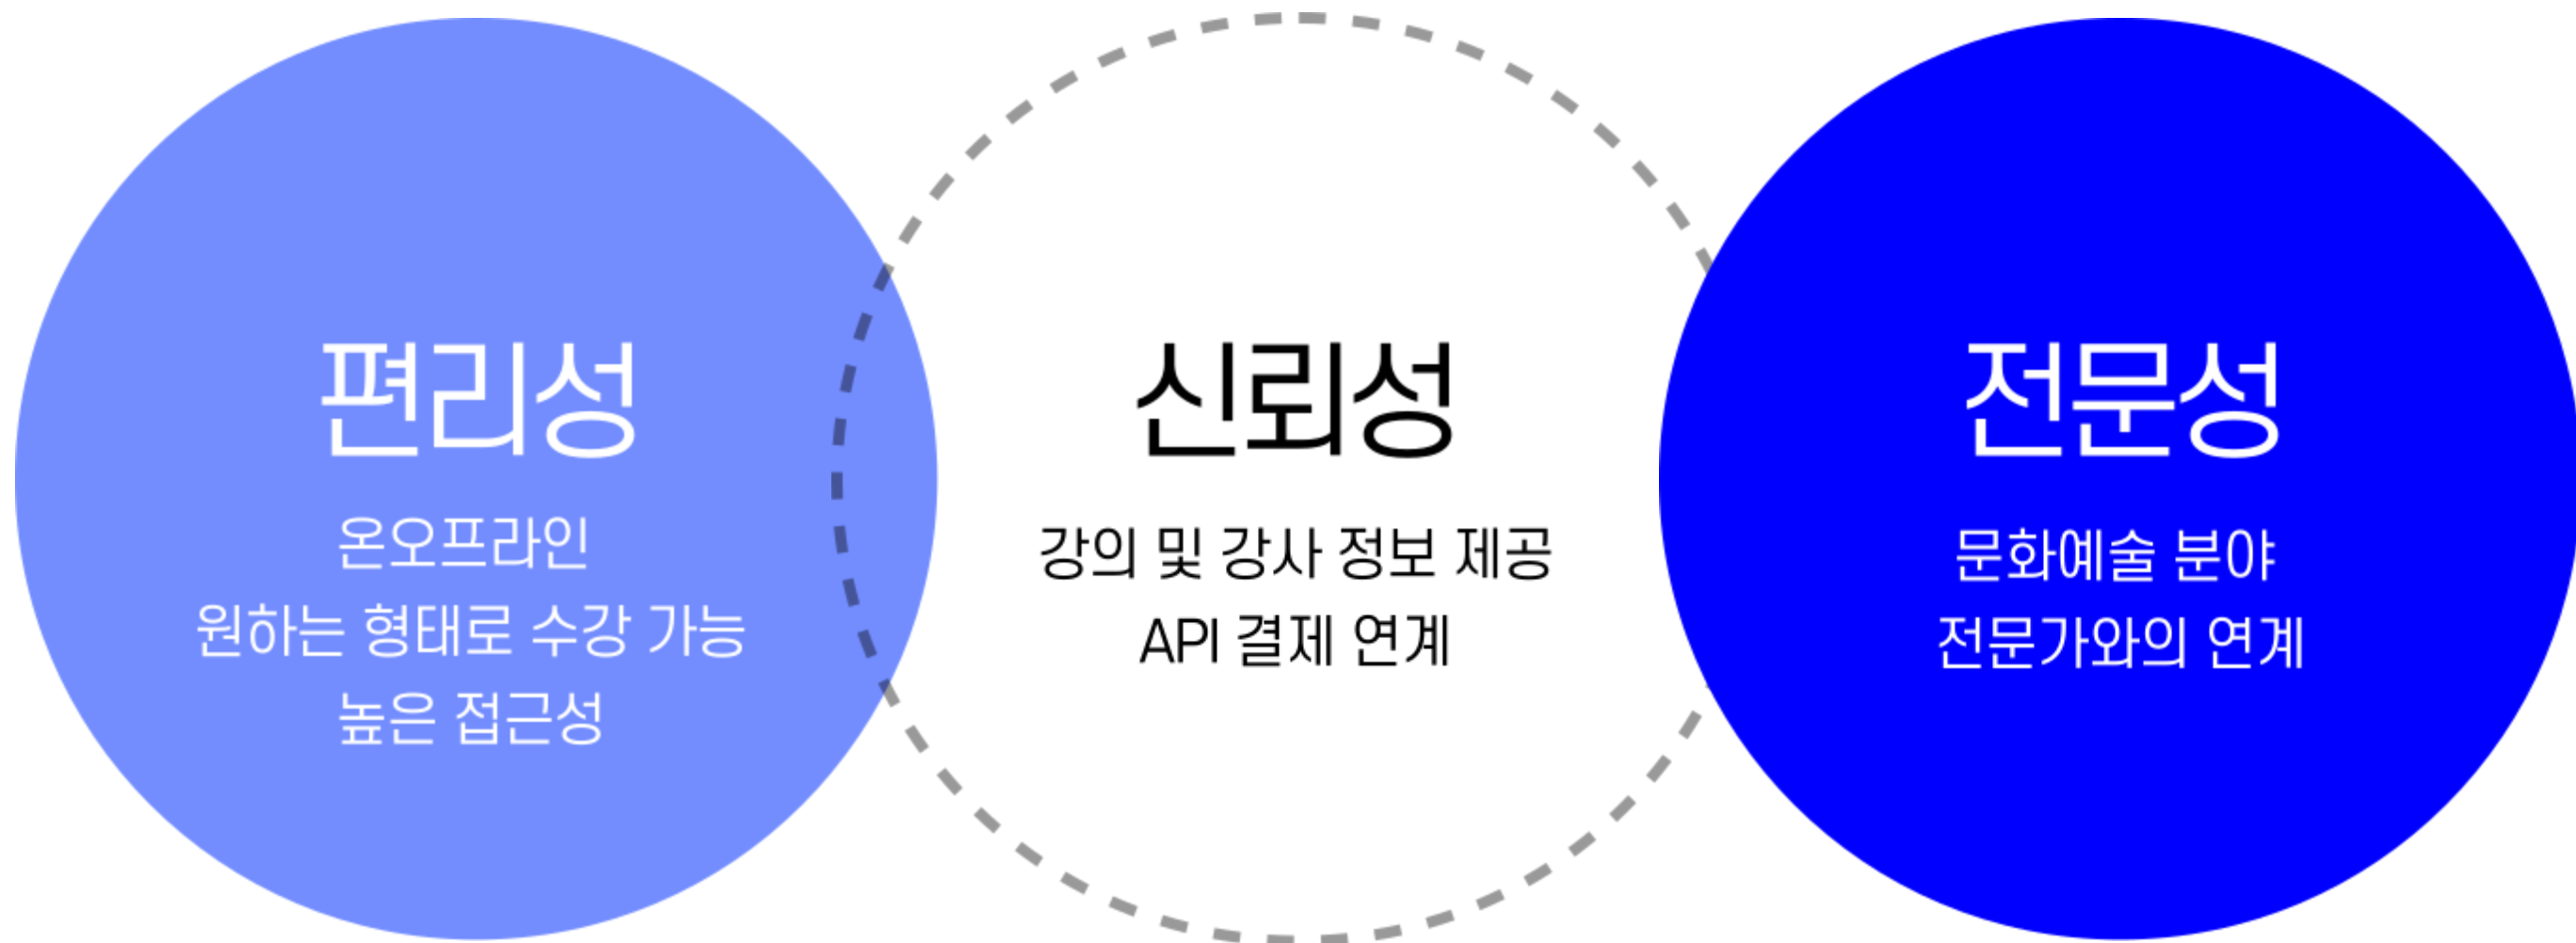 편리성
온오프라인
원하는 형태로 수강 가능
높은 접근성
신뢰성
강의 및 강사 정보 제공
API 결제 연계
전문성
문화예술 분야
전문가와의 연계